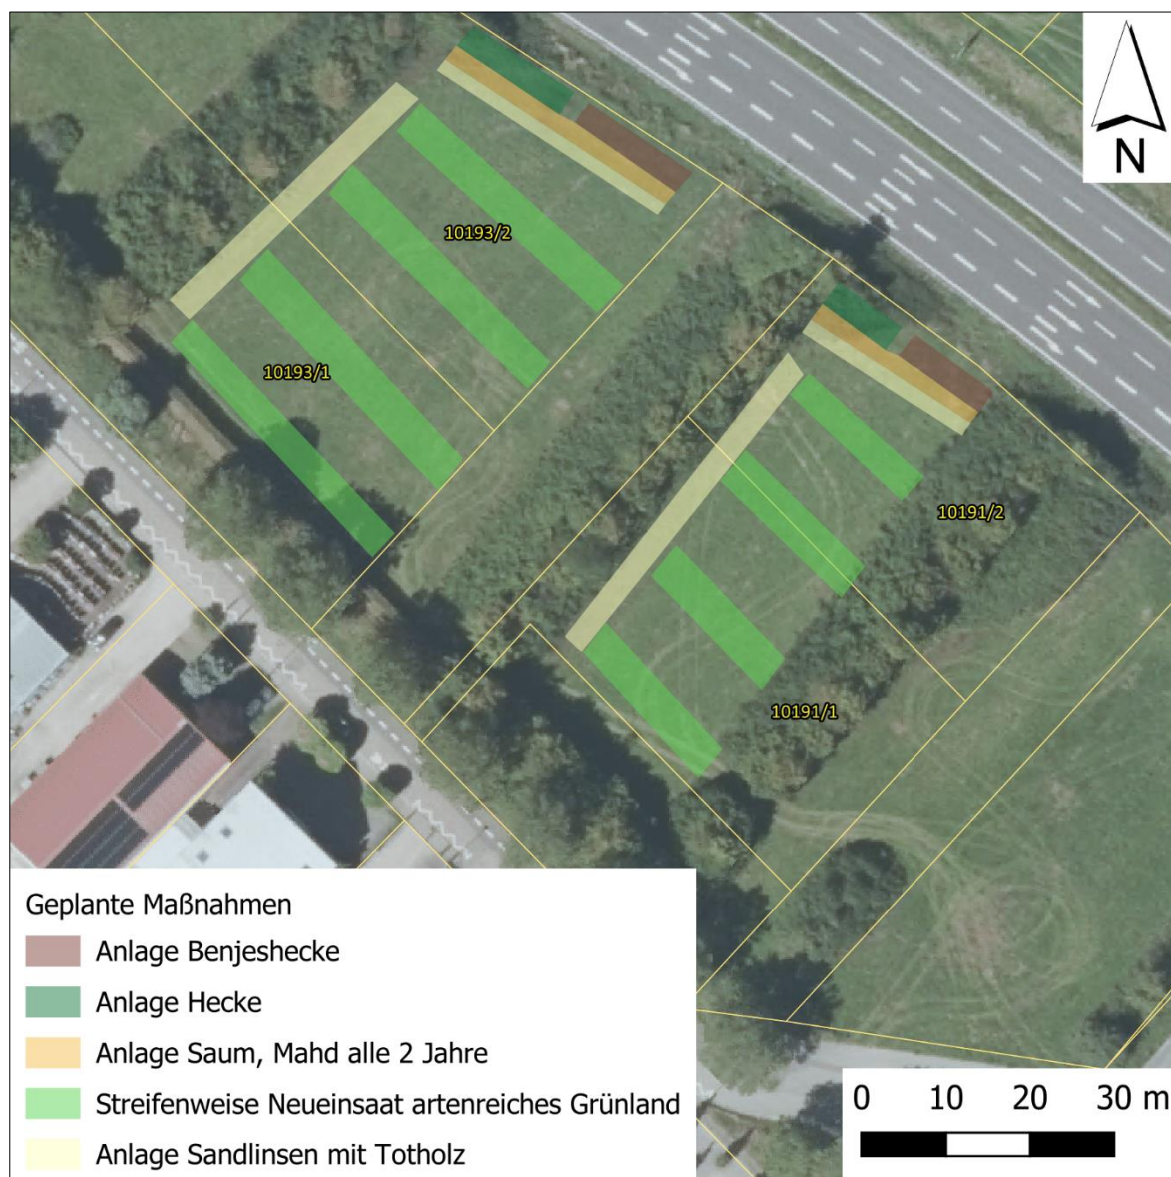 N
10193/2
10193/1
10191/2
10191/1
Geplante Maßnahmen
Anlage Benjeshecke
Anlage Hecke
Anlage Saum, Mahd alle 2 Jahre
Streifenweise Neueinsaat artenreiches Grünland
Anlage Sandlinsen mit Totholz
0 10 20 30 m